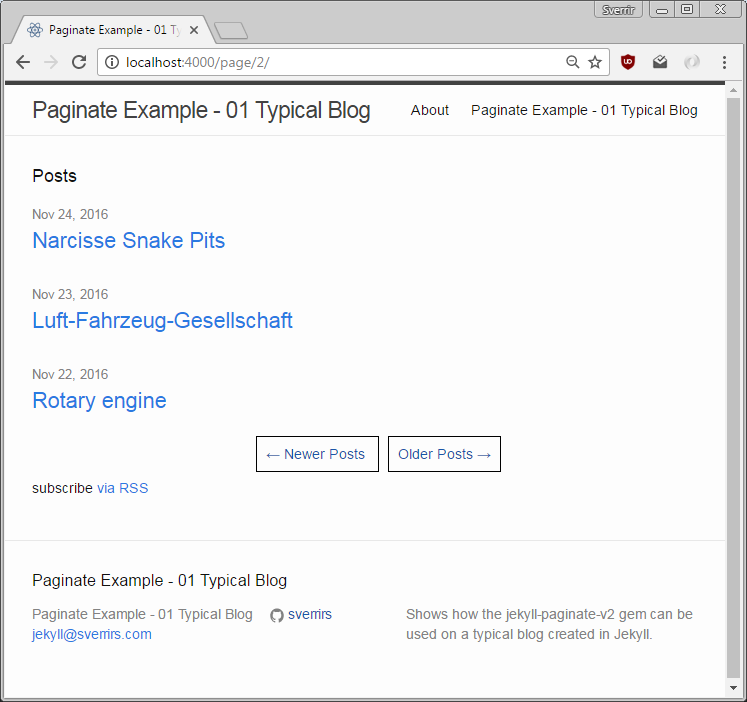 Sverrir
Paginate Example - 01 Ty
localhost:4000/page/2/
Paginate Example - 01 Typical Blog
About
Paginate Example - 01 Typical Blog
Posts
Nov 24, 2016
Narcisse Snake Pits
Nov 23, 2016
Luft-Fahrzeug-Gesellschaft
Nov 22, 2016
Rotary engine
← Newer Posts
Older Posts →
subscribe via RSS
Paginate Example - 01 Typical Blog
Paginate Example - 01 Typical Blog
jekyll@sverrirs.com
sverrirs
Shows how the jekyll-paginate-v2 gem can be
used on a typical blog created in Jekyll.